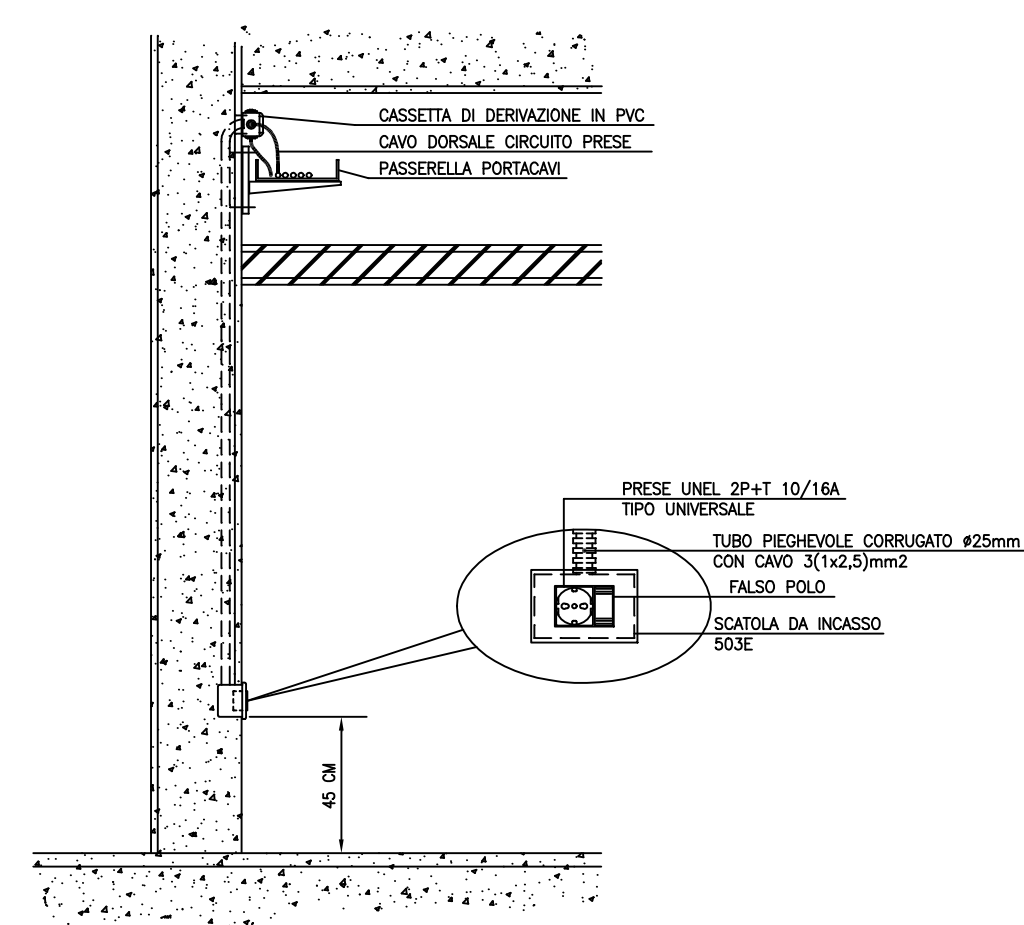 CASSETTA DI DERIVAZIONE IN PVC
CAVO DORSALE CIRCUITO PRESE
PASSERELLA PORTACAVI
PRESE UNEL 2P+T 10/16A
TIPO UNIVERSALE
TUBO PIEGHEVOLE CORRUGATO ø25mm
CON CAVO 3(1x2,5)mm2
FALSO POLO
SCATOLA DA INCASSO
503E
45 CM